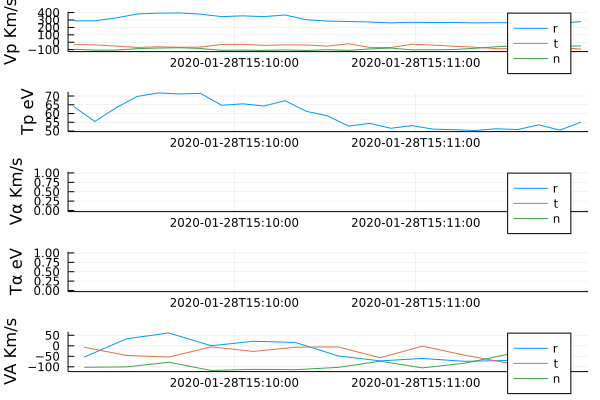 Vp Km/s
400
300
200
100
0
−100
2020-01-28T15:10:00
2020-01-28T15:11:00
r
t
n
Tp eV
70
65
60
55
50
2020-01-28T15:10:00
2020-01-28T15:11:00
Vα Km/s
1.00
0.75
0.50
0.25
0.00
2020-01-28T15:10:00
2020-01-28T15:11:00
r
t
n
Tα eV
1.00
0.75
0.50
0.25
0.00
2020-01-28T15:10:00
2020-01-28T15:11:00
VA Km/s
50
0
−50
−100
2020-01-28T15:10:00
2020-01-28T15:11:00
r
t
n